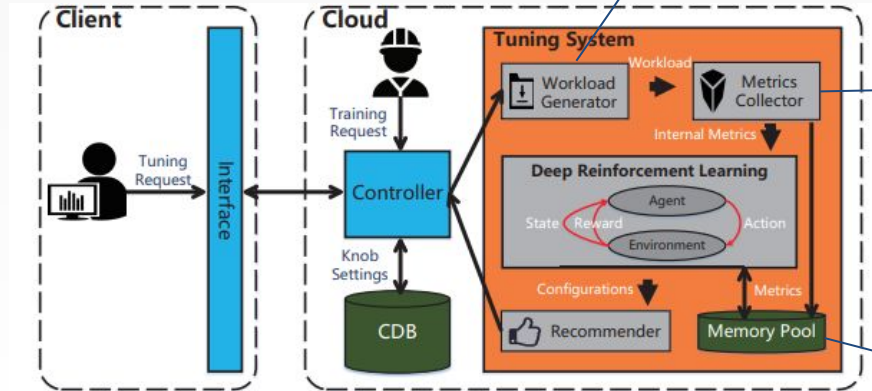 Client
Cloud
Tuning System
Workload
Workload
Generator
Metrics
Collector
Training
Request
Internal Metrics
Tuning
Request
Interface
Controller
Deep Reinforcement Learning
Agent
State
Reward
Action
Environment
Knob
Settings
Configurations
Metrics
CDB
Recommender
Memory Pool